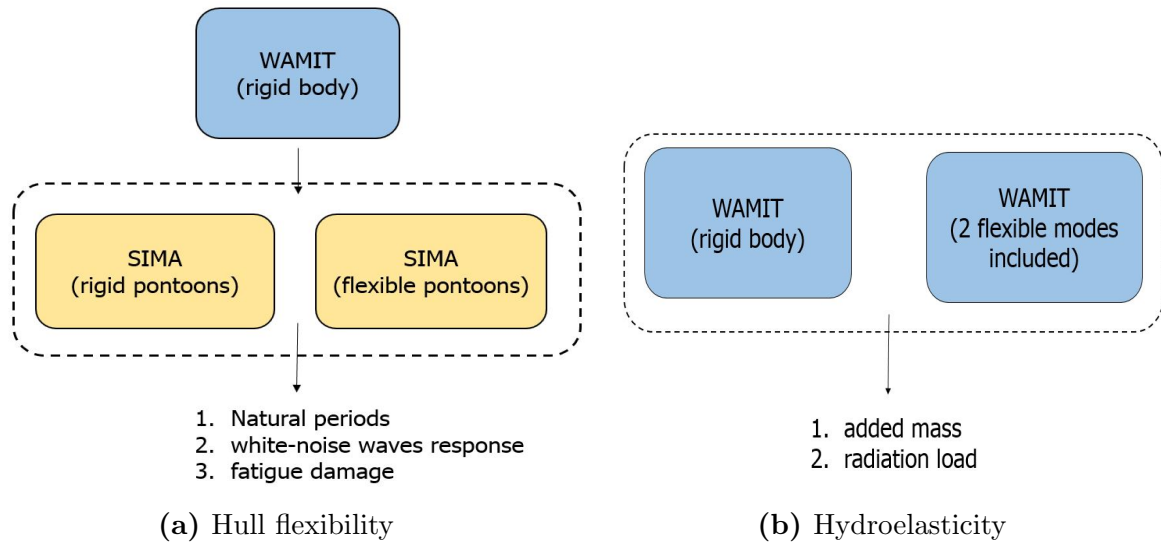 WAMIT
(rigid body)
SIMA
(rigid pontoons)
SIMA
(flexible pontoons)
1. Natural periods
2. white-noise waves response
3. fatigue damage
(a) Hull flexibility
WAMIT
(rigid body)
WAMIT
(2 flexible modes
included)
1. added mass
2. radiation load
(b) Hydroelasticity